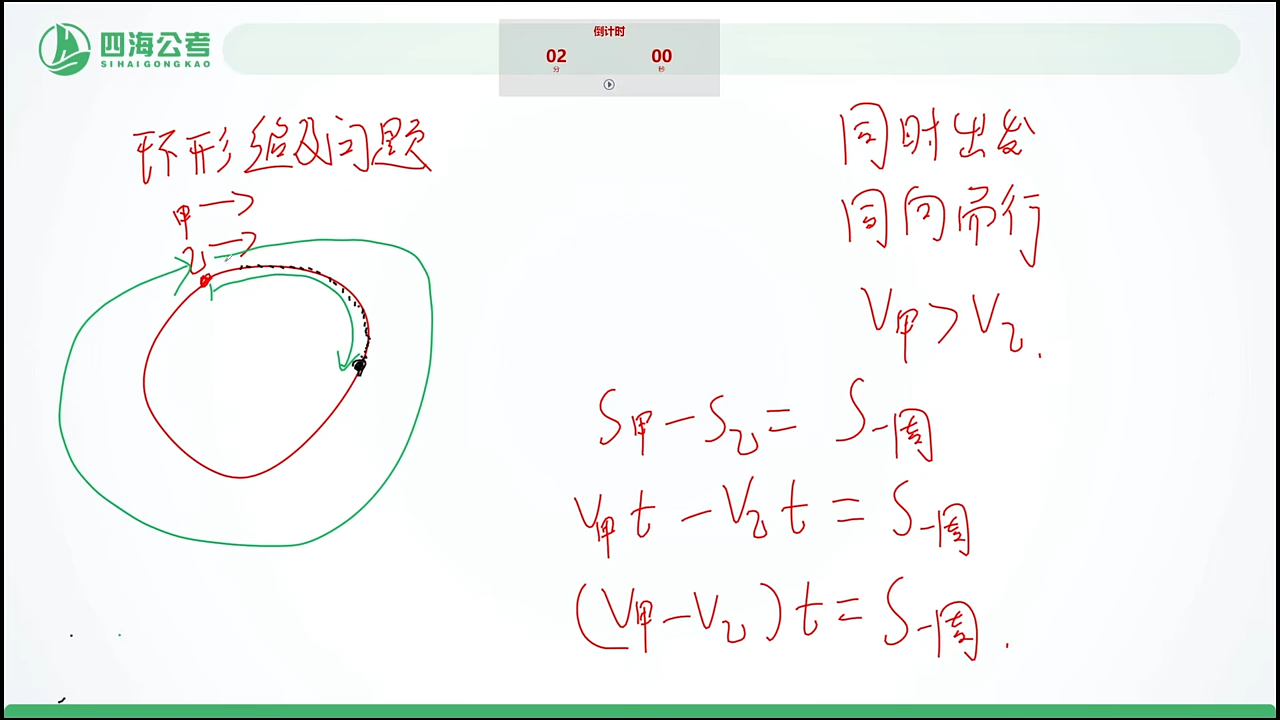 四海公考
SIHAIGONGKAO
倒计时
02 00
分 秒
环形追及问题
甲
乙
同时出发
同向而行
V甲>V乙.
S甲-S乙=S一周
V甲t-V乙t=S一周
(V甲-V乙)t=S一周.